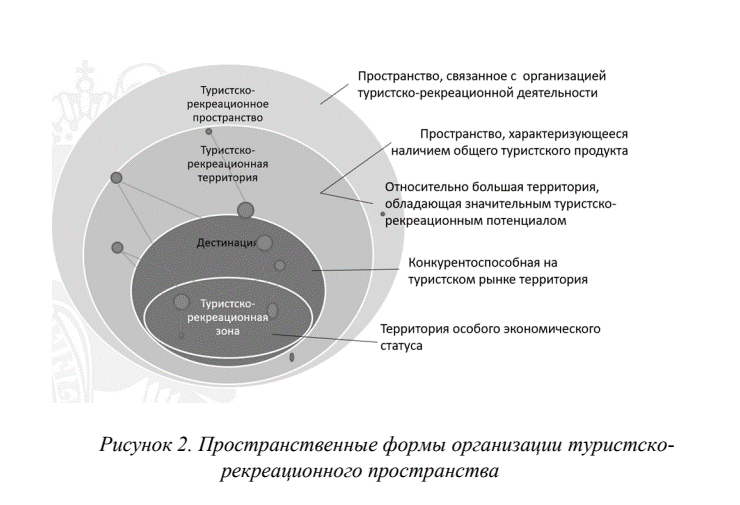 Туристско-
рекреационное
пространство
Туристско-
рекреационная
территория
Дестинация
Туристско-
рекреационная
зона
Пространство, связанное с организацией
туристско-рекреационной деятельности
Пространство, характеризующееся
наличием общего туристского продукта
Относительно большая территория,
обладающая значительным туристско-
рекреационным потенциалом
Конкурентоспособная на
туристском рынке территория
Территория особого экономического
статуса
Рисунок 2. Пространственные формы организации туристско-
рекреационного пространства